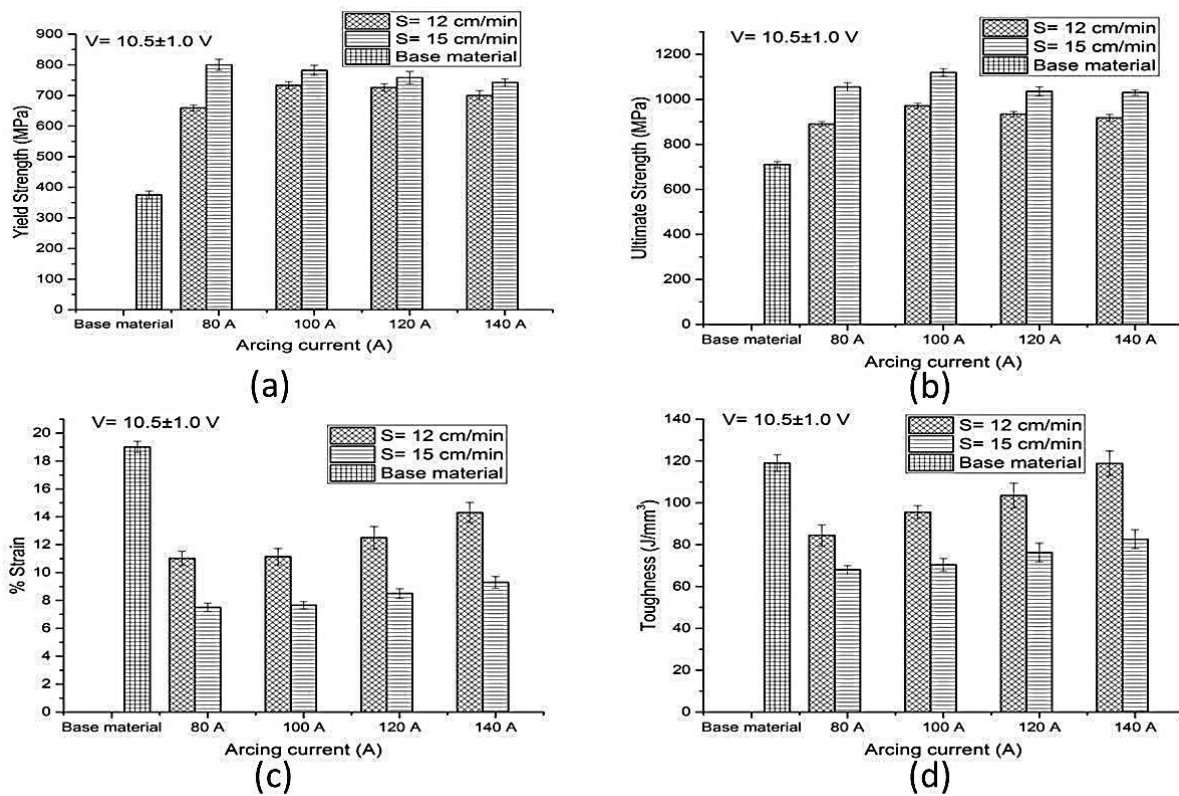 V= 10.5±1.0 V
S= 12 cm/min
S= 15 cm/min
Base material
Yield Strength (MPa)
900
800
700
600
500
400
300
200
100
0
Base material 80 A 100 A 120 A 140 A
Arcing current (A)
(a)
V= 10.5±1.0 V
S= 12 cm/min
S= 15 cm/min
Base material
Ultimate Strength (MPa)
1200
1000
800
600
400
200
0
Base material 80 A 100 A 120 A 140 A
Arcing current (A)
(b)
V= 10.5±1.0 V
S= 12 cm/min
S= 15 cm/min
Base material
% Strain
20
18
16
14
12
10
8
6
4
2
0
Base material 80 A 100 A 120 A 140 A
Arcing current (A)
(c)
V= 10.5±1.0 V
S= 12 cm/min
S= 15 cm/min
Base material
Toughness (J/mm³)
140
120
100
80
60
40
20
0
Base material 80 A 100 A 120 A 140 A
Arcing current (A)
(d)